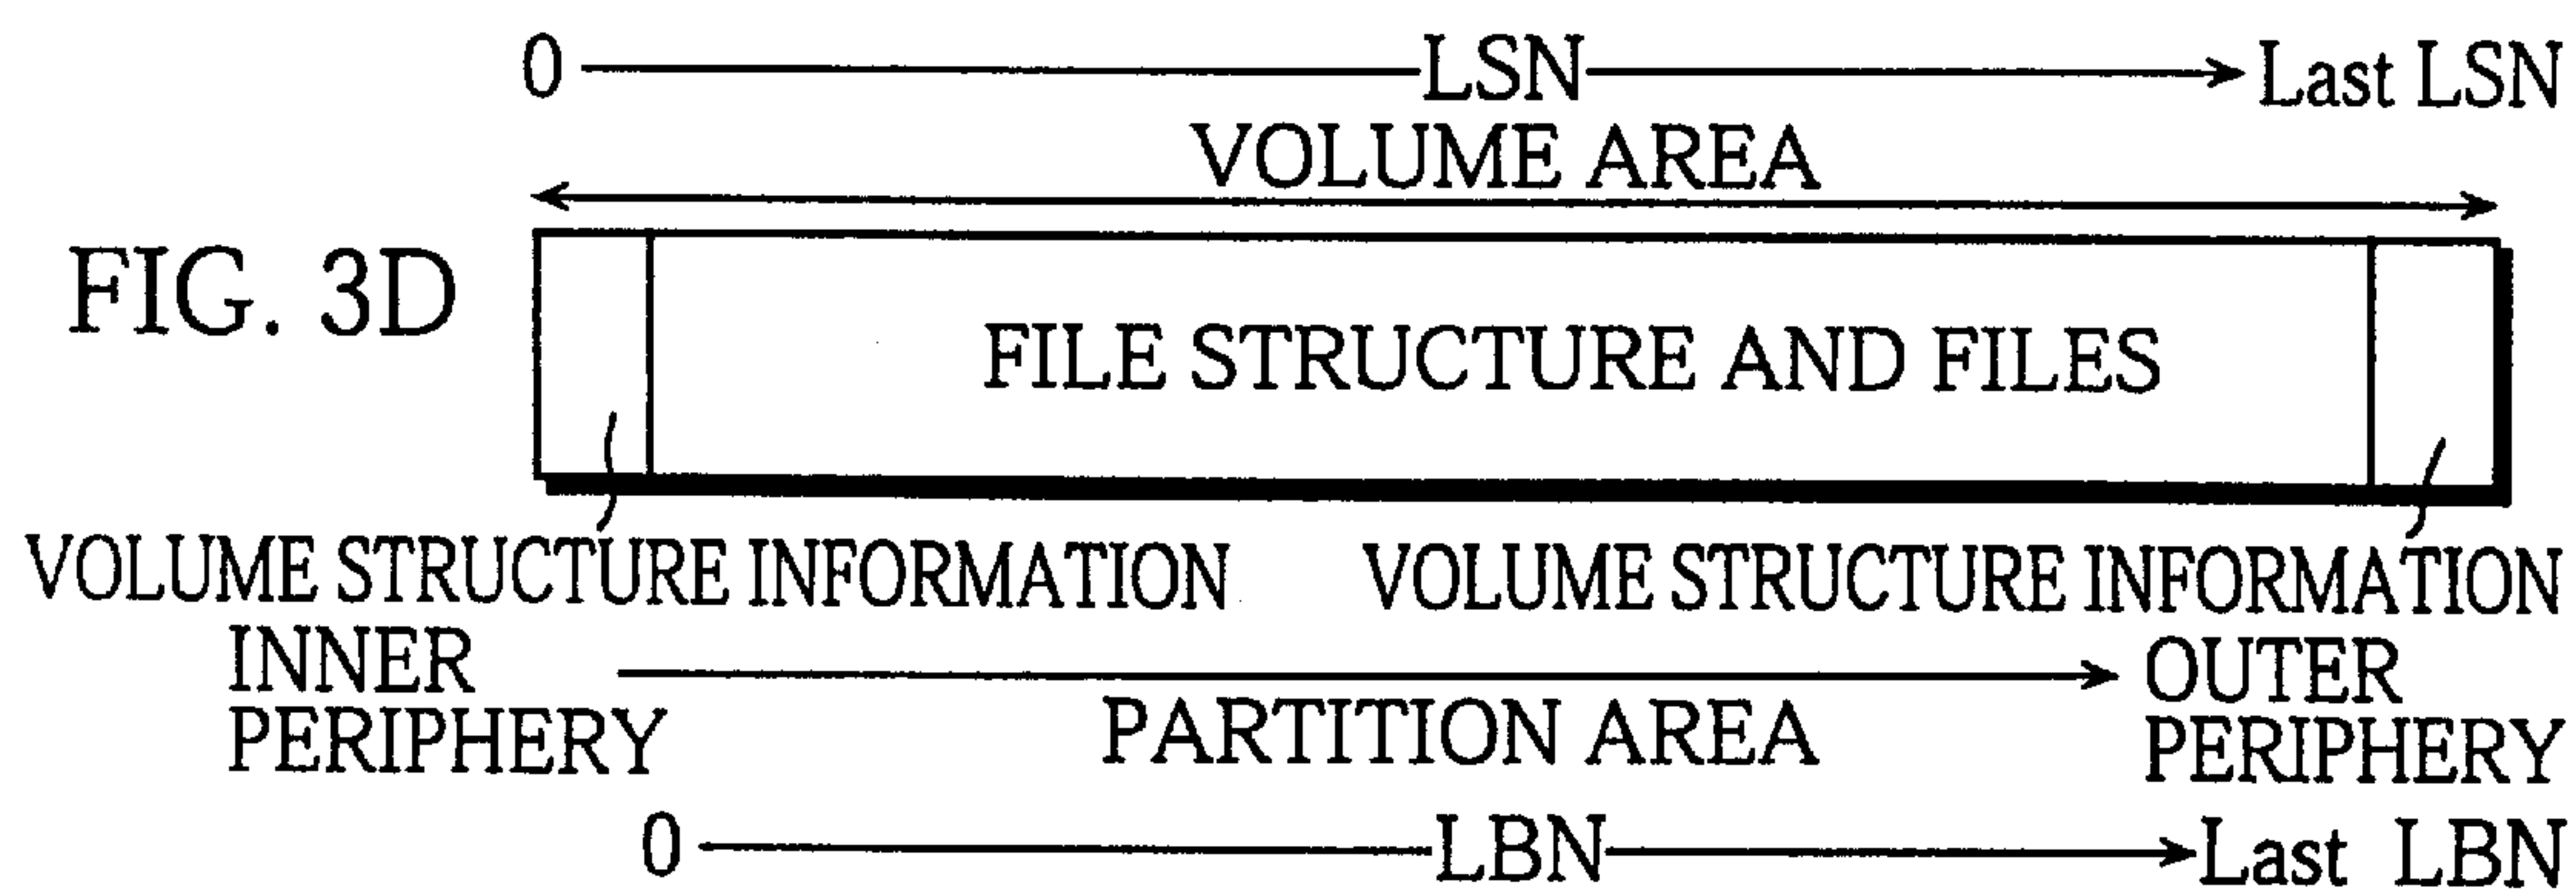 0 LSN Last LSN
VOLUME AREA
FIG. 3D
FILE STRUCTURE AND FILES
VOLUME STRUCTURE INFORMATION VOLUME STRUCTURE INFORMATION
INNER
PERIPHERY
OUTER
PERIPHERY
PARTITION AREA
0 LBN Last LBN